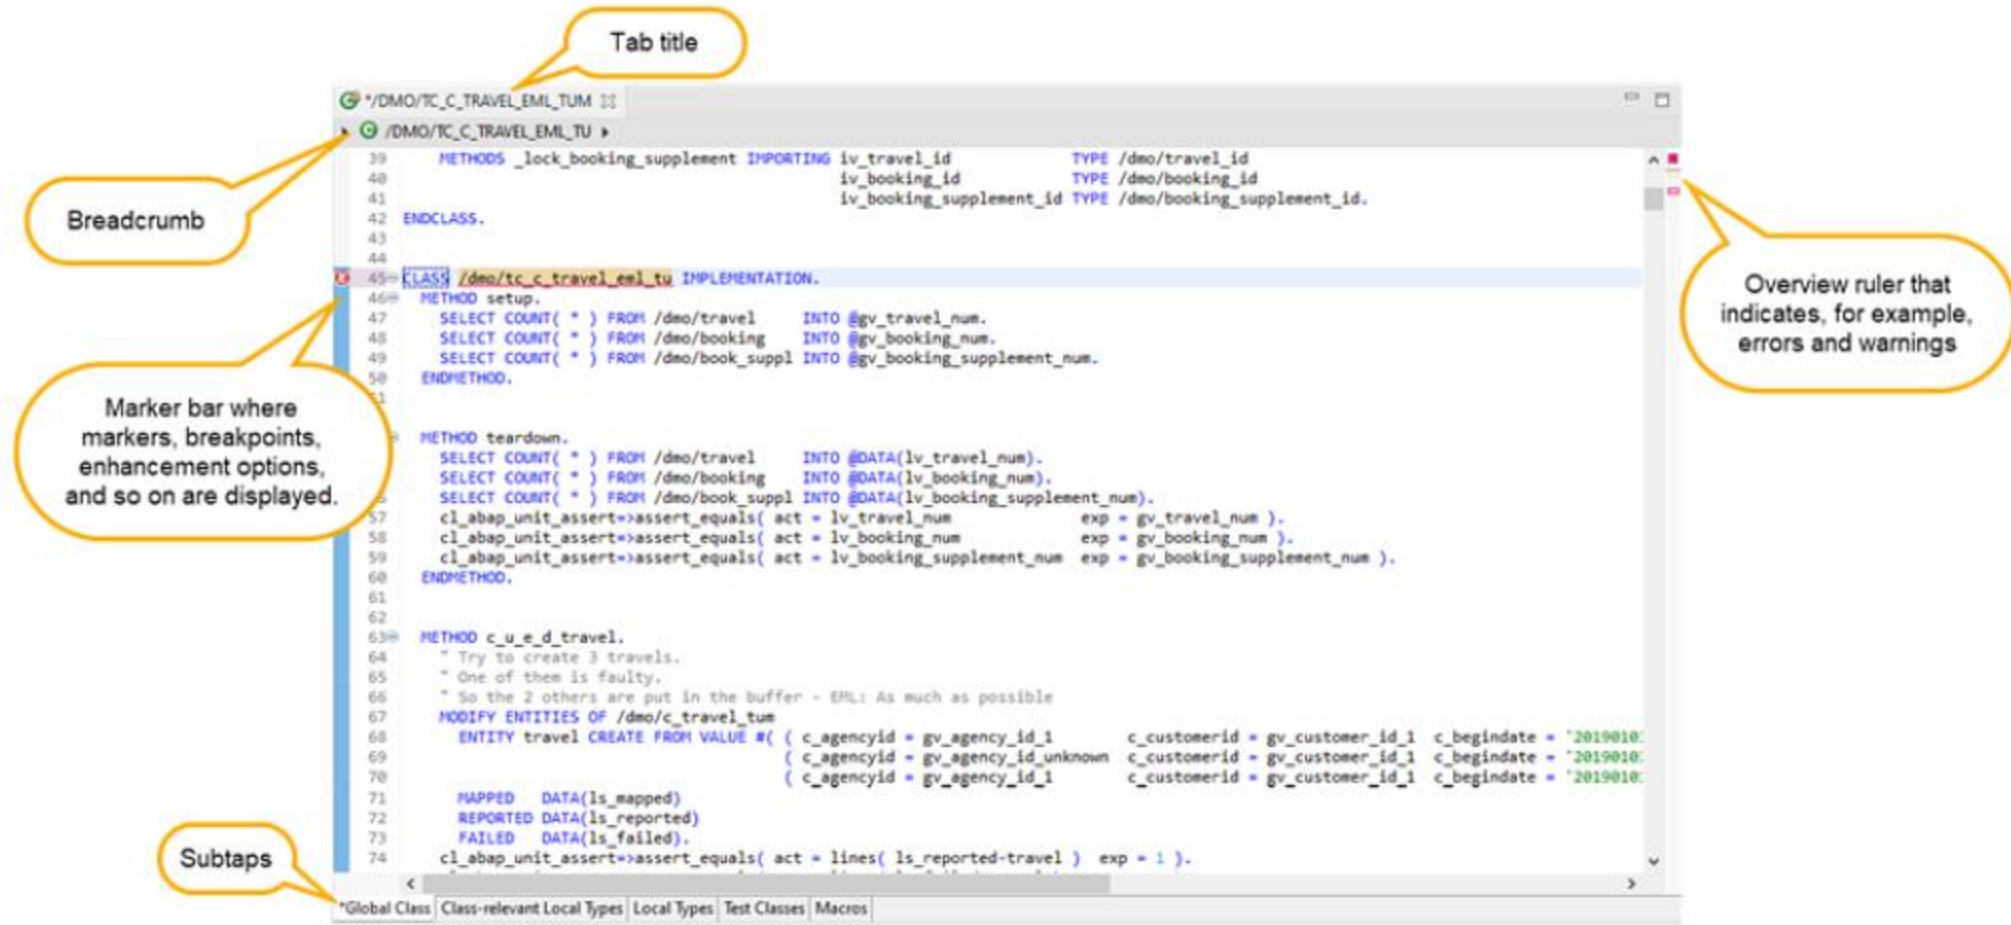 Tab title
*/DMO/TC_C_TRAVEL_EML_TUM
/DMO/TC_C_TRAVEL_EML_TU
Breadcrumb
39 METHODS _lock_booking_supplement IMPORTING iv_travel_id TYPE /dmo/travel_id
40 iv_booking_id TYPE /dmo/booking_id
41 iv_booking_supplement_id TYPE /dmo/booking_supplement_id.
42 ENDCLASS.
43
44
45 CLASS /dmo/tc_c_travel_eml_tu IMPLEMENTATION.
46 METHOD setup.
47 SELECT COUNT( * ) FROM /dmo/travel INTO @gv_travel_num.
48 SELECT COUNT( * ) FROM /dmo/booking INTO @gv_booking_num.
49 SELECT COUNT( * ) FROM /dmo/book_suppl INTO @gv_booking_supplement_num.
50 ENDMETHOD.
METHOD teardown.
SELECT COUNT( * ) FROM /dmo/travel INTO @DATA(lv_travel_num).
SELECT COUNT( * ) FROM /dmo/booking INTO @DATA(lv_booking_num).
SELECT COUNT( * ) FROM /dmo/book_suppl INTO @DATA(lv_booking_supplement_num).
57 cl_abap_unit_assert=>assert_equals( act = lv_travel_num exp = gv_travel_num ).
58 cl_abap_unit_assert=>assert_equals( act = lv_booking_num exp = gv_booking_num ).
59 cl_abap_unit_assert=>assert_equals( act = lv_booking_supplement_num exp = gv_booking_supplement_num ).
60 ENDMETHOD.
61
62
63 METHOD c_u_e_d_travel.
64 " Try to create 3 travels.
65 " One of them is faulty.
66 " So the 2 others are put in the buffer - EML: As much as possible
67 MODIFY ENTITIES OF /dmo/c_travel_tum
68 ENTITY travel CREATE FROM VALUE #( ( c_agencyid = gv_agency_id_1 c_customerid = gv_customer_id_1 c_begindate = '2019010
69 ( c_agencyid = gv_agency_id_unknown c_customerid = gv_customer_id_1 c_begindate = '2019010
70 ( c_agencyid = gv_agency_id_1 c_customerid = gv_customer_id_1 c_begindate = '2019010
71 MAPPED DATA(ls_mapped)
72 REPORTED DATA(ls_reported)
73 FAILED DATA(ls_failed).
74 cl_abap_unit_assert=>assert_equals( act = lines( ls_reported-travel ) exp = 1 ).
Overview ruler that
indicates, for example,
errors and warnings
Marker bar where
markers, breakpoints,
enhancement options,
and so on are displayed.
Subtaps
*Global Class Class-relevant Local Types Local Types Test Classes Macros